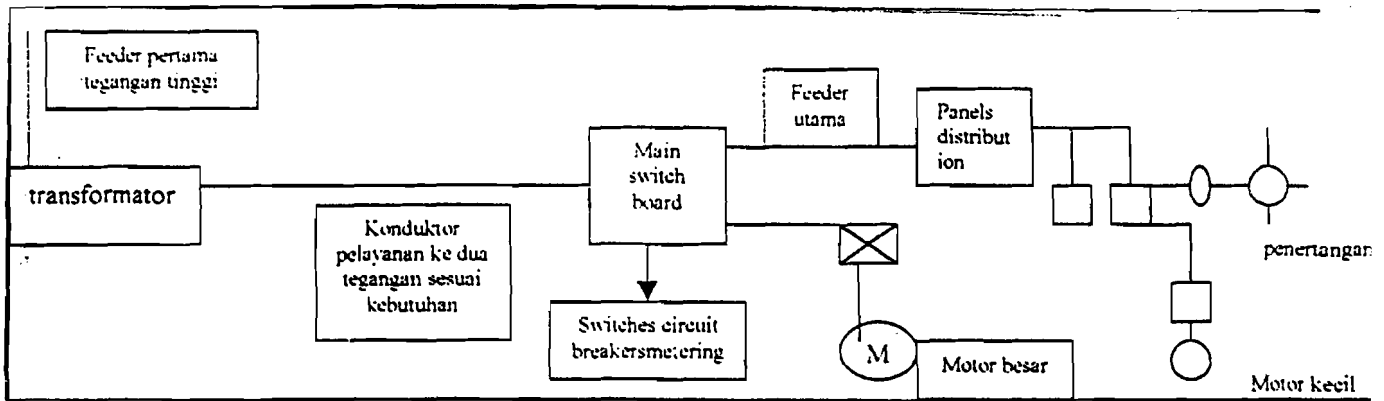 Feeder pertama
tegangan tinggi
transformator
Konduktor
pelayanan ke dua
tegangan sesuai
kebutuhan
Main
switch
board
Switches circuit
breakersmetering
Feeder
utama
Panels
distribut
ion
M
Motor besar
penertangan
Motor kecil